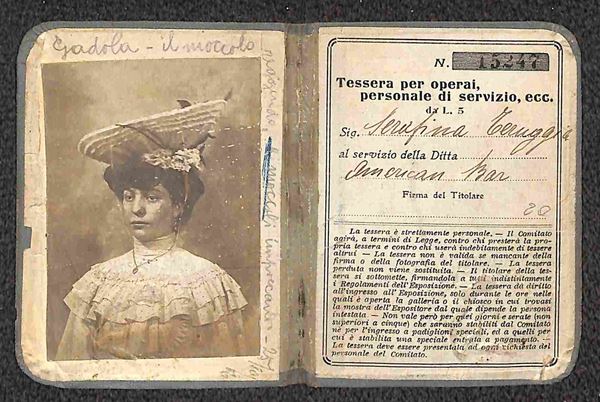 Gadola - il moccolo
N. 15247
Tessera per operai,
personale di servizio, ecc.
da L. 5
Sig. Serafina
al servizio della Ditta
American Bar
Firma del Titolare
20
La tessera è strettamente personale. — Il Comitato
agirà, a termini di Legge, contro chi presterà la pro-
pria tessera e contro chi userà indebitamente di tessere
altrui — La tessera non è valida se mancante della
firma o della fotografia del titolare. — La tessera
perduta non viene sostituita. — Il titolare della tes-
sera si sottomette, firmandola a tutti indistintamente
i Regolamenti dell'Esposizione. — La tessera dà diritto
all'ingresso all'Esposizione, solo durante le ore nelle
quali è aperta la galleria o il chiosco in cui trovasi
la mostra dell'Espositore dal quale dipende la persona
intestata. — Non vale però per quei giorni e serate (non
superiori a cinque) che saranno stabiliti dal Comitato
nè per l'ingresso a padiglioni speciali, ed a quelli per
cui è stabilita una speciale entrata a pagamento. —
La tessera deve essere presentata ad ogni richiesta del
personale del Comitato.